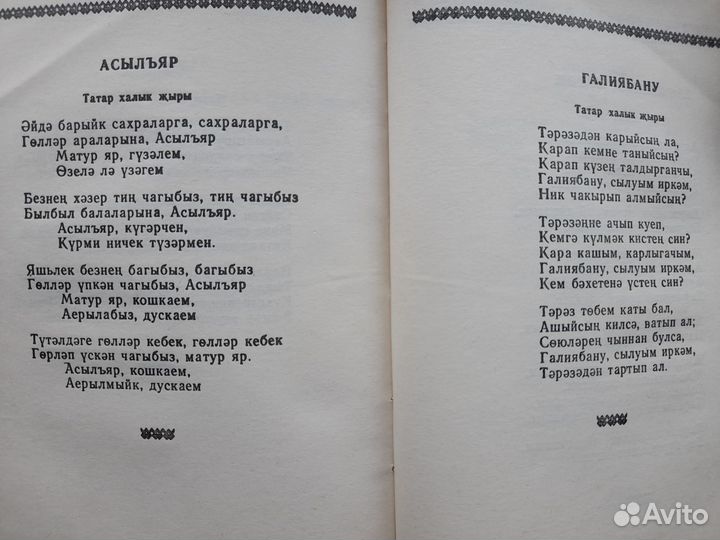 АСЫЛЪЯР
Татар халык җыры
Әйдә барыйк сахраларга, сахраларга,
Гөлләр араларына, Асылъяр
Матур яр, гүзәлем,
Өзелә лә үзәгем
Безнең хәзер тиң чагыбыз, тиң чагыбыз
Былбыл балаларына, Асылъяр.
Асылъяр, күгәрчен,
Күрми ничек түзәрмен.
Яшьлек безнең багыбыз, багыбыз
Гөлләр үпкән чагыбыз, Асылъяр
Матур яр, кошкаем,
Аерылабыз, дускаем
Түтәлдәге гөлләр кебек, гөлләр кебек
Гөрләп үскән чагыбыз, матур яр.
Асылъяр, кошкаем,
Аерылмыйк, дускаем
ГАЛИЯБАНУ
Татар халык җыры
Тәрәзәдән карыйсың ла,
Қарап кемне таныйсың?
Қарап күзең талдырганчы,
Галиябану, сылуым иркәм,
Ник чакырып алмыйсың?
Тәрәзәңне ачып куеп,
Кемгә күлмәк кистең син?
Қара кашым, карлыгачым,
Галиябану, сылуым иркәм,
Кем бәхетенә үстең син?
Тәрәз төбем каты бал,
Ашыйсың килсә, ватып ал;
Сөюләрең чыннан булса,
Галиябану, сылуым иркәм,
Тәрәзәдән тартып ал.
Avito